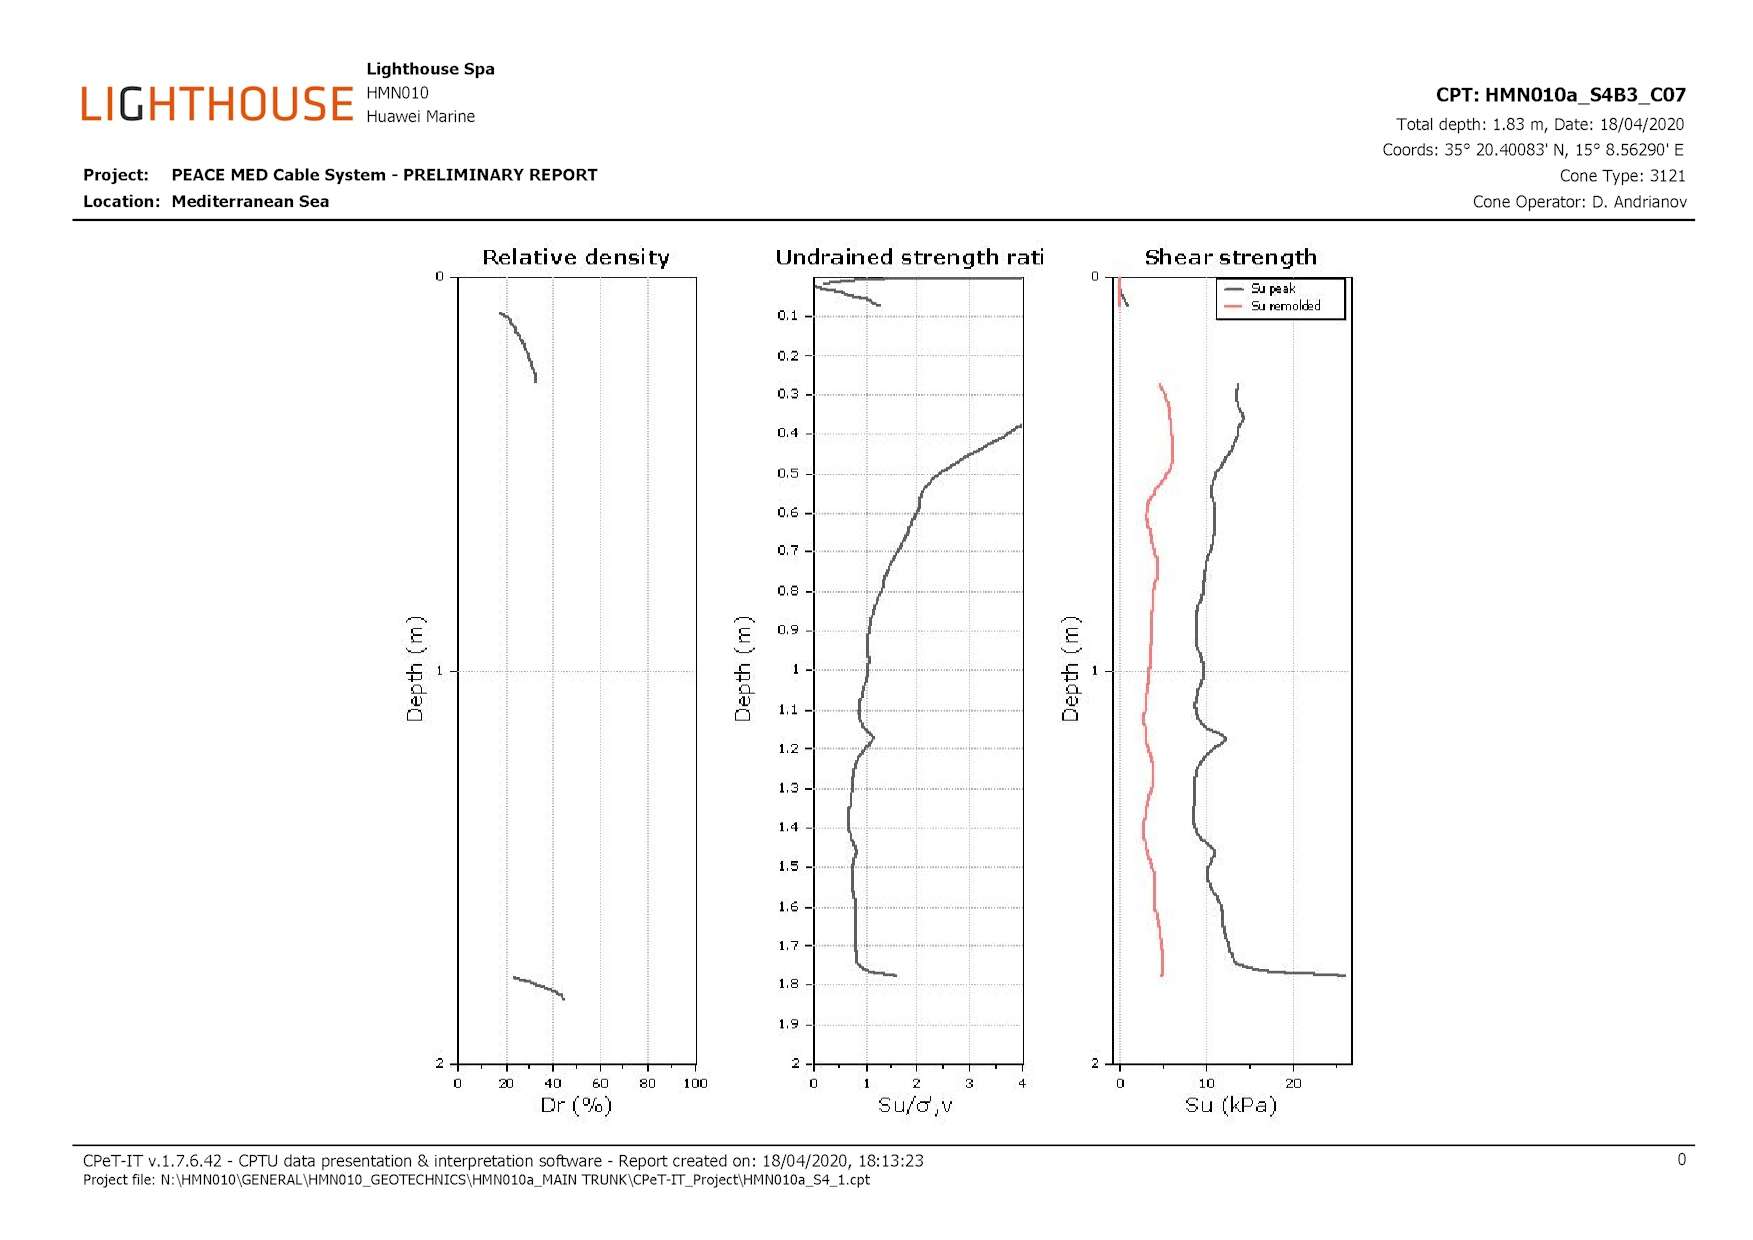 Lighthouse Spa
LIGHTHOUSE
HMN010
Huawei Marine
CPT: HMN010a_S4B3_C07
Total depth: 1.83 m, Date: 18/04/2020
Coords: 35° 20.40083' N, 15° 8.56290' E
Cone Type: 3121
Cone Operator: D. Andrianov
Project: PEACE MED Cable System - PRELIMINARY REPORT
Location: Mediterranean Sea
Relative density
0
1
2
Depth (m)
0 20 40 60 80 100
Dr (%)
Undrained strength rati
0.1
0.2
0.3
0.4
0.5
0.6
0.7
0.8
0.9
1
1.1
1.2
1.3
1.4
1.5
1.6
1.7
1.8
1.9
2
Depth (m)
0 1 2 3 4
Su/σ',v
Shear strength
Su peak
Su remolded
0
1
2
Depth (m)
0 10 20
Su (kPa)
CPeT-IT v.1.7.6.42 - CPTU data presentation & interpretation software - Report created on: 18/04/2020, 18:13:23
0
Project file: N:\HMN010\GENERAL\HMN010_GEOTECHNICS\HMN010a_MAIN TRUNK\CPeT-IT_Project\HMN010a_S4_1.cpt